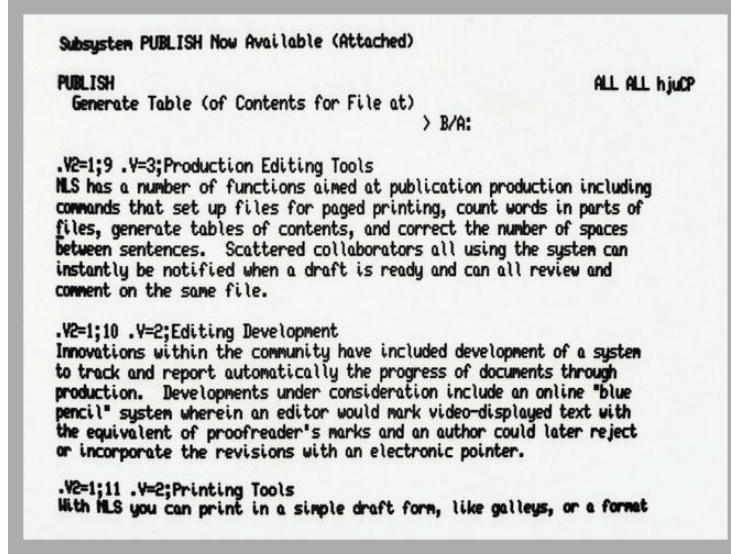 Subsystem PUBLISH Now Available (Attached)
PUBLISH ALL ALL hjuCP
Generate Table (of Contents for File at)
> B/A:
.V2=1;9 .V=3;Production Editing Tools
NLS has a number of functions aimed at publication production including
commands that set up files for paged printing, count words in parts of
files, generate tables of contents, and correct the number of spaces
between sentences. Scattered collaborators all using the system can
instantly be notified when a draft is ready and can all review and
comment on the same file.
.V2=1;10 .V=2;Editing Development
Innovations within the community have included development of a system
to track and report automatically the progress of documents through
production. Developments under consideration include an online "blue
pencil" system wherein an editor would mark video-displayed text with
the equivalent of proofreader's marks and an author could later reject
or incorporate the revisions with an electronic pointer.
.V2=1;11 .V=2;Printing Tools
With NLS you can print in a simple draft form, like galleys, or a format